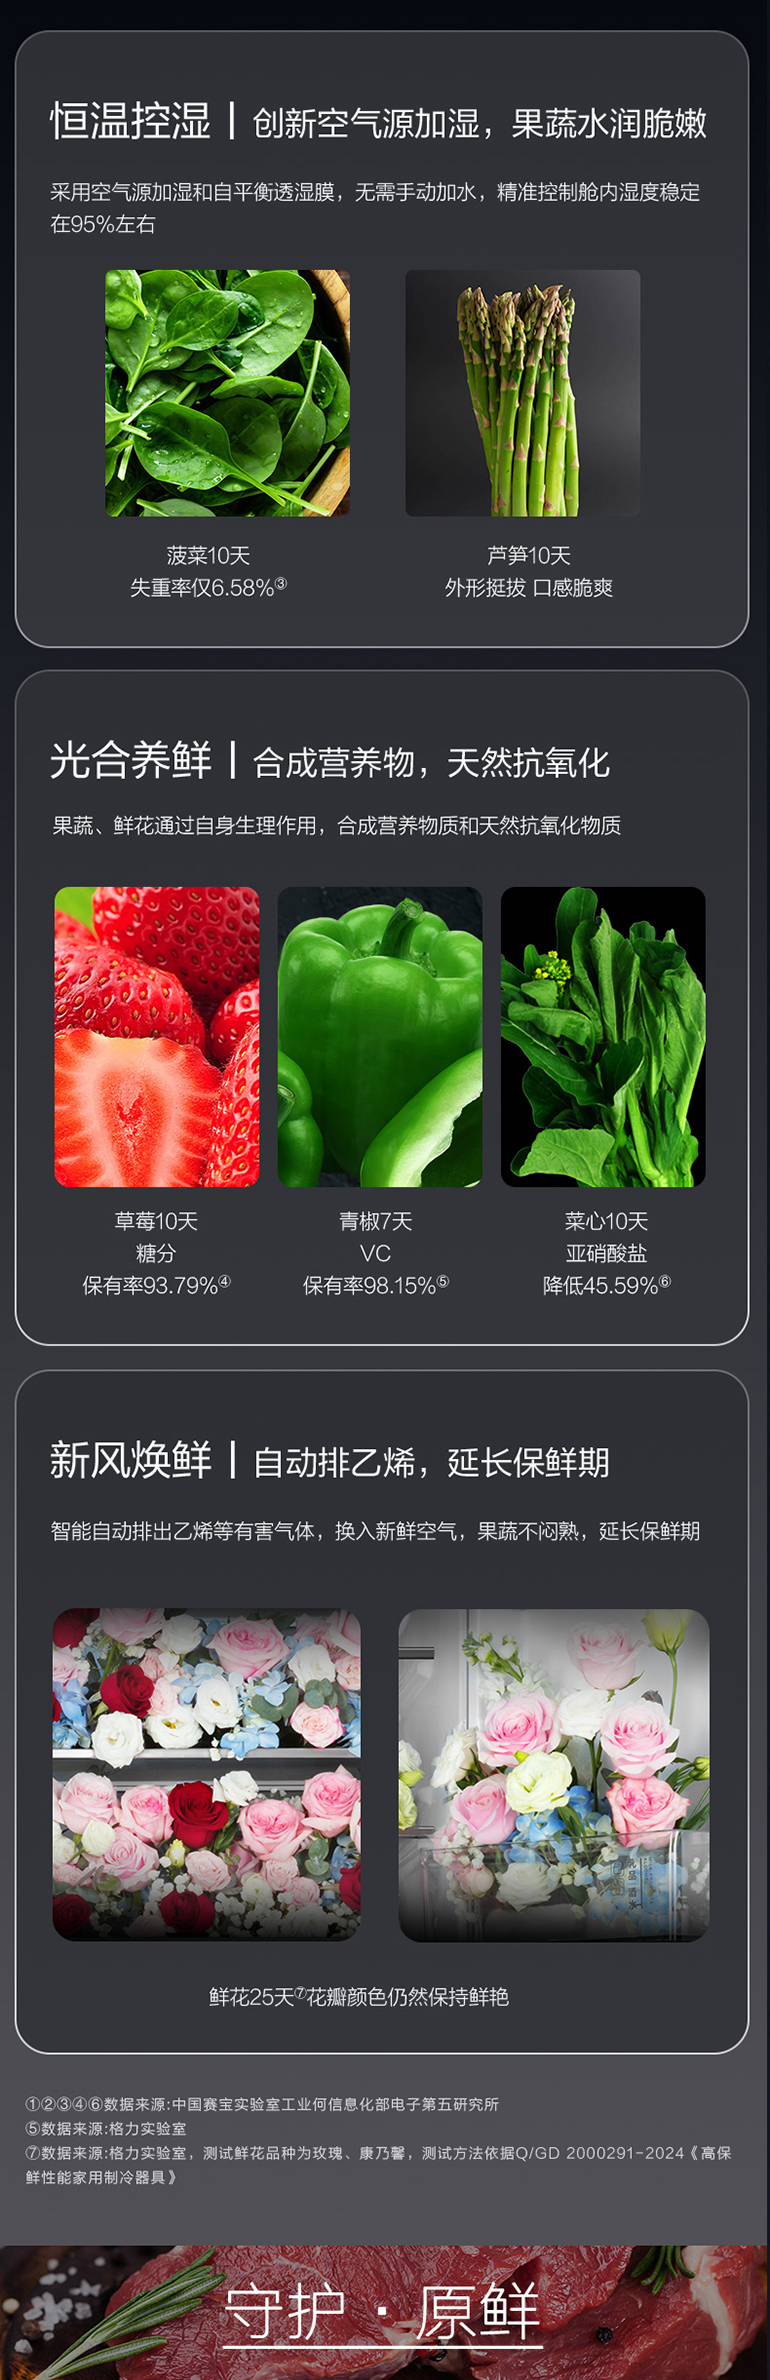 恒温控湿丨创新空气源加湿，果蔬水润脆嫩
采用空气源加湿和自平衡透湿膜，无需手动加水，精准控制舱内湿度稳定
在95%左右
菠菜10天
失重率仅6.58%③
芦笋10天
外形挺拔 口感脆爽
光合养鲜丨合成营养物，天然抗氧化
果蔬、鲜花通过自身生理作用，合成营养物质和天然抗氧化物质
草莓10天
糖分
保有率93.79%④
青椒7天
VC
保有率98.15%⑤
菜心10天
亚硝酸盐
降低45.59%⑥
新风焕鲜丨自动排乙烯，延长保鲜期
智能自动排出乙烯等有害气体，换入新鲜空气，果蔬不闷熟，延长保鲜期
鲜花25天⑦花瓣颜色仍然保持鲜艳
①②③④⑥数据来源:中国赛宝实验室工业何信息化部电子第五研究所
⑤数据来源:格力实验室
⑦数据来源:格力实验室，测试鲜花品种为玫瑰、康乃馨，测试方法依据Q/GD 2000291-2024《高保
鲜性能家用制冷器具》
守护·原鲜